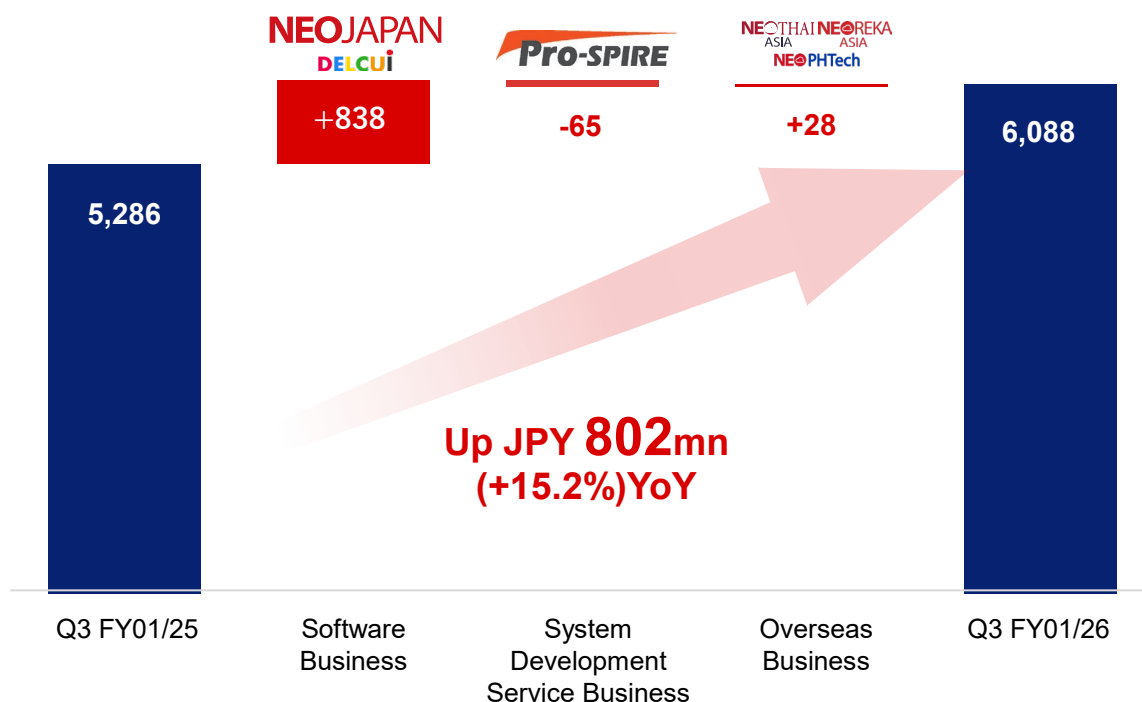 NEOJAPAN
DELCUi
Pro-SPIRE
NEOTHAI NEOREKA
ASIA ASIA
NEOPHTech
+838
-65
+28
6,088
5,286
Up JPY 802mn
(+15.2%)YoY
Q3 FY01/25
Software
Business
System
Development
Service Business
Overseas
Business
Q3 FY01/26